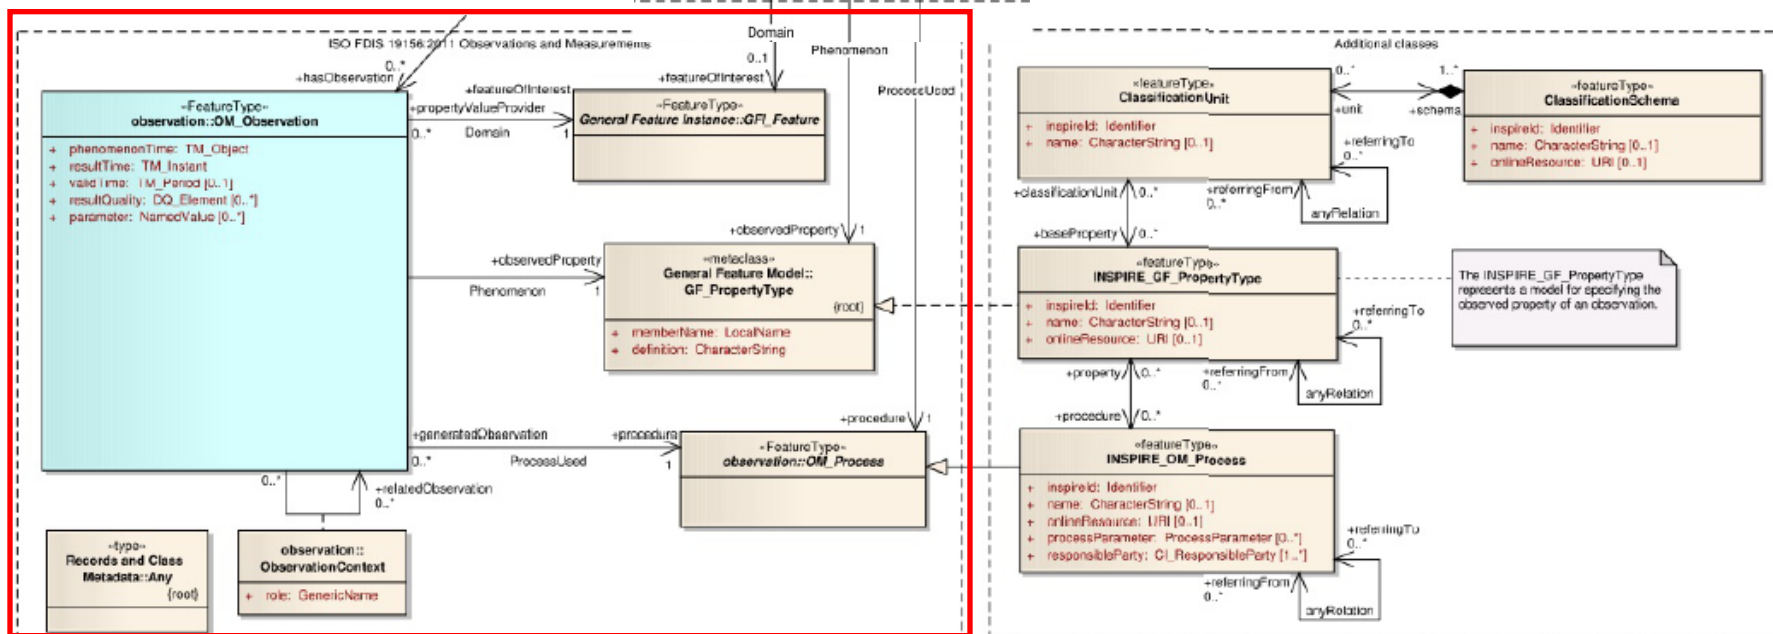 ISO FDIS 19156:2011 Observations and Measurements
0..*
+hasObservation
Domain
0..1
+featureOfInterest
Phenomenon
ProcessUsed
«FeatureType»
observation::OM_Observation
+ phenomenonTime: TM_Object
+ resultTime: TM_Instant
+ validTime: TM_Period [0..1]
+ resultQuality: DQ_Element [0..*]
+ parameter: NamedValue [0..*]
+featureOfInterest
+propertyValueProvider
0..*
Domain
1
«FeatureType»
General Feature Instance::GFI_Feature
+observedProperty
1
+observedProperty
Phenomenon
1
«metaclass»
General Feature Model::
GF_PropertyType
{root}
+ memberName: LocalName
+ definition: CharacterString
+procedure
1
+generatedObservation
+procedure
0..*
ProcessUsed
1
«FeatureType»
observation::OM_Process
0..*
+relatedObservation
0..*
«type»
Records and Class
Metadata::Any
{root}
observation::
ObservationContext
+ role: GenericName
Additional classes
«featureType»
ClassificationUnit
+ inspireId: Identifier
+ name: CharacterString [0..1]
0..*
1..*
+unit
+schema
«featureType»
ClassificationSchema
+ inspireId: Identifier
+ name: CharacterString [0..1]
+ onlineResource: URI [0..1]
+referringTo
0..*
+referringFrom
0..*
anyRelation
+classificationUnit
0..*
+baseProperty
0..*
«featureType»
INSPIRE_GF_PropertyType
+ inspireId: Identifier
+ name: CharacterString [0..1]
+ onlineResource: URI [0..1]
The INSPIRE_GF_PropertyType
represents a model for specifying the
observed property of an observation.
+referringTo
0..*
+referringFrom
0..*
anyRelation
+property
0..*
+procedure
0..*
«featureType»
INSPIRE_OM_Process
+ inspireId: Identifier
+ name: CharacterString [0..1]
+ onlineResource: URI [0..1]
+ processParameter: ProcessParameter [0..*]
+ responsibleParty: CI_ResponsibleParty [1..*]
+referringTo
0..*
+referringFrom
0..*
anyRelation